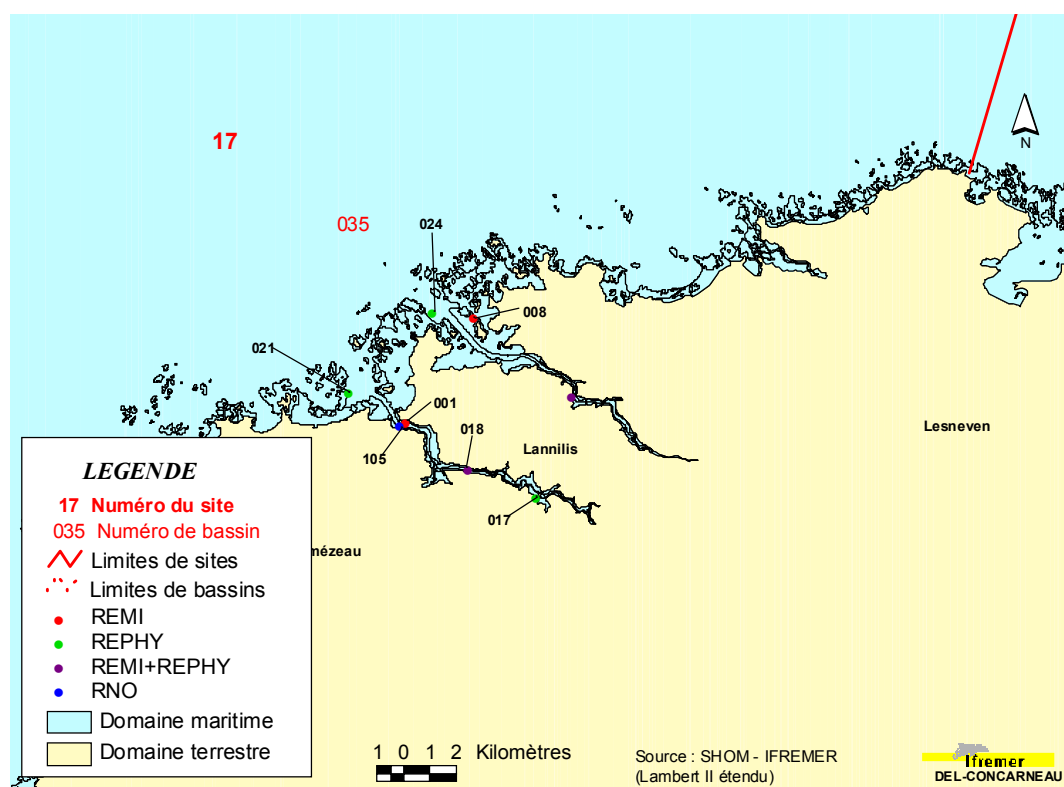 17
N
035
024
008
021
001
018
105
Lannilis
Lesneven
017
mézeau
LEGENDE
17 Numéro du site
035 Numéro de bassin
Limites de sites
Limites de bassins
REMI
REPHY
REMI+REPHY
RNO
Domaine maritime
Domaine terrestre
1 0 1 2 Kilomètres
Source : SHOM - IFREMER
(Lambert II étendu)
Ifremer
DEL-CONCARNEAU